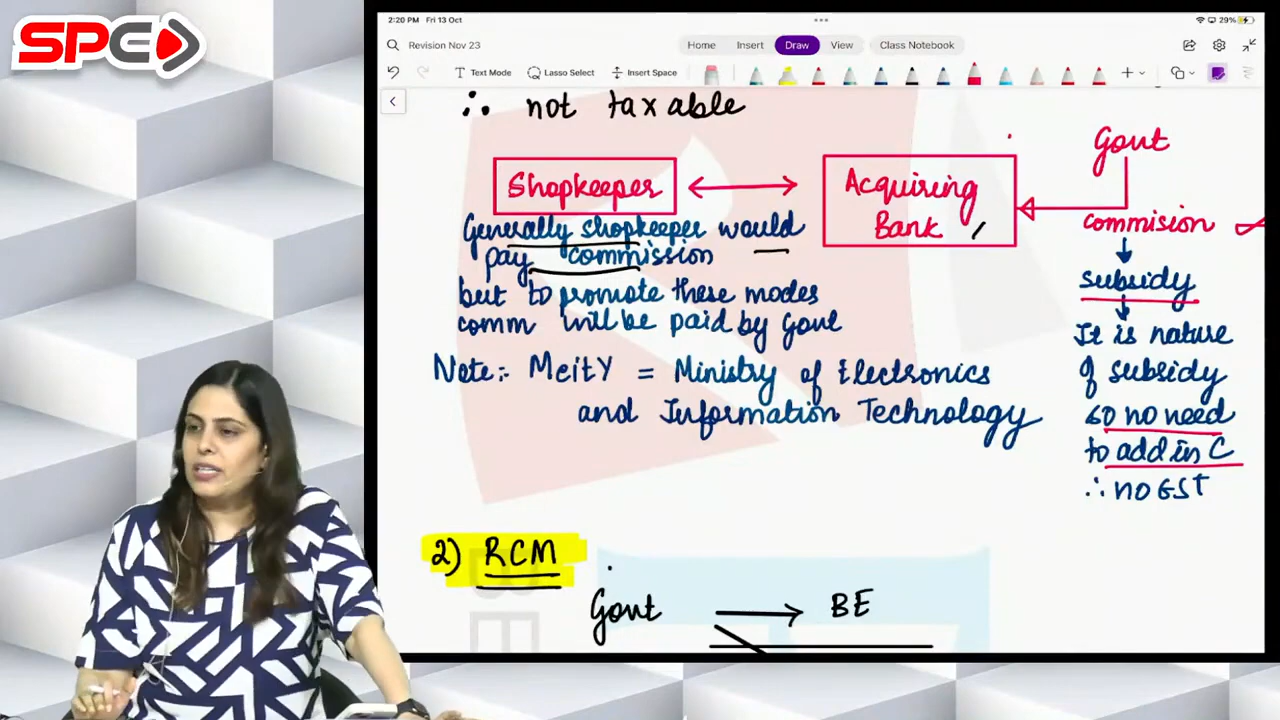 SPC
2:20 PM Fri 13 Oct
29%
Revision Nov 23
Home Insert Draw View Class Notebook
Text Mode Lasso Select Insert Space
∴ not taxable
Govt
Shopkeeper
Acquiring
Bank
commision
Generally shopkeeper would
pay commission
but to promote these modes
comm will be paid by Govt
subsidy
It is nature
of subsidy
so no need
to add in C
∴ no GST
Note:- MeitY = Ministry of Electronics
and Information Technology
2) RCM
Govt → BE
BE